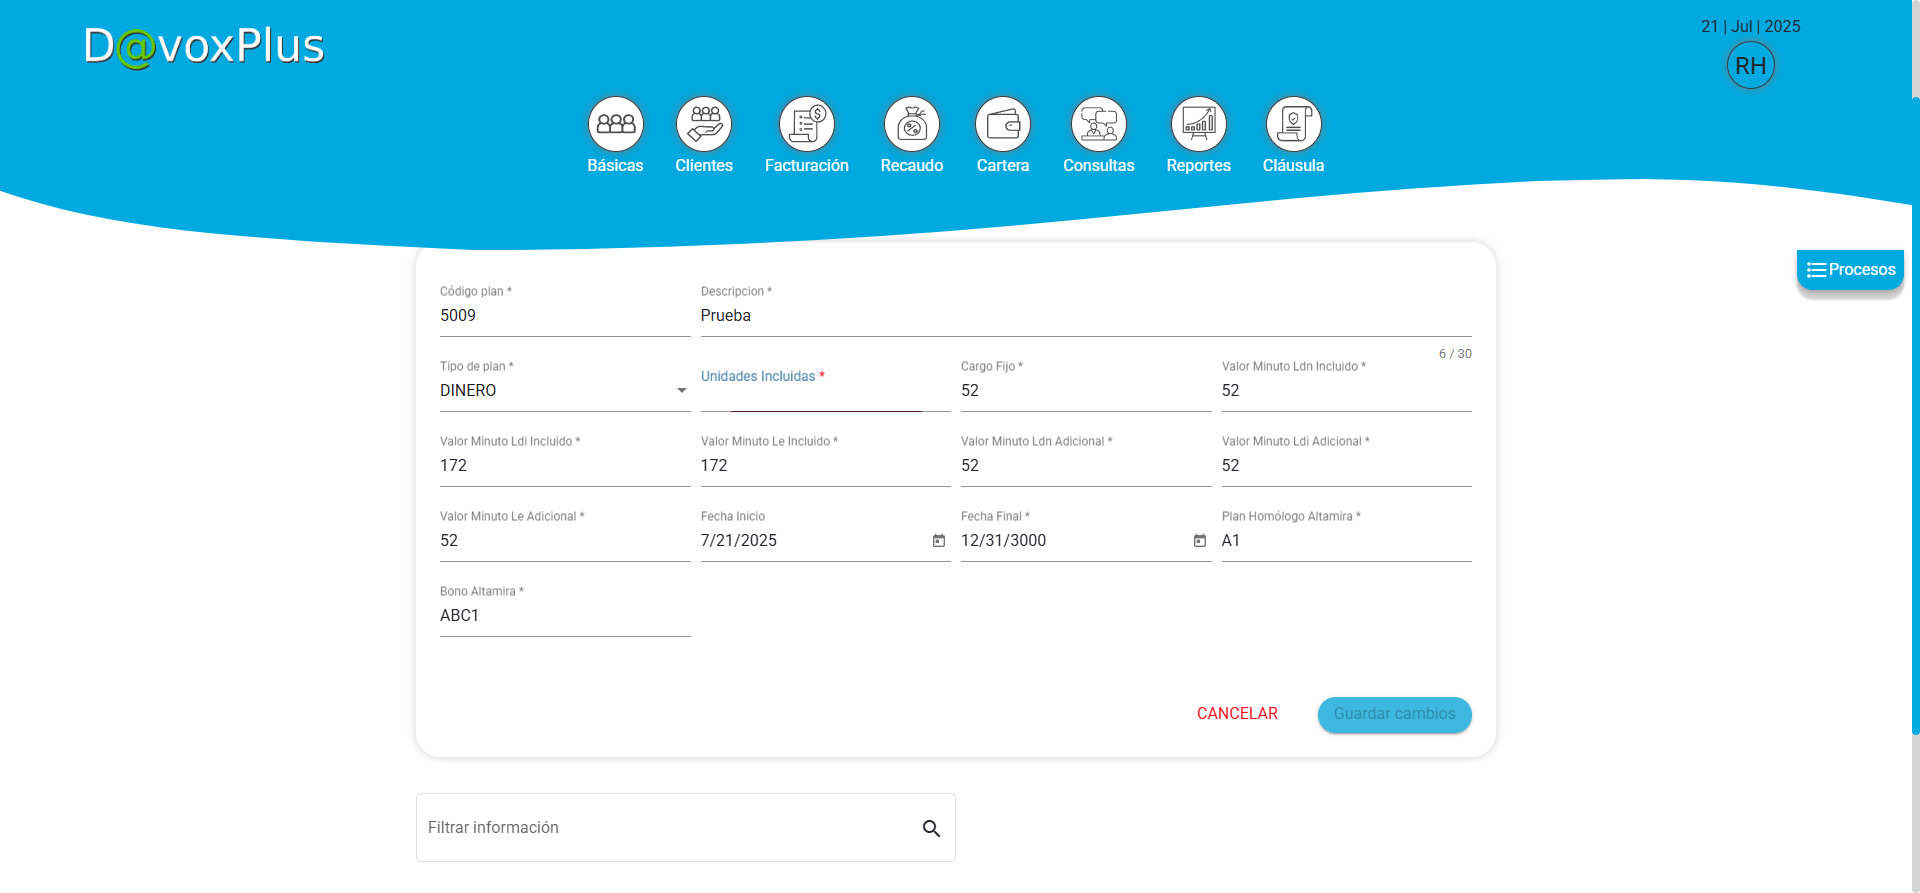 D@voxPlus
21 | Jul | 2025
RH
Básicas
Clientes
Facturación
Recaudo
Cartera
Consultas
Reportes
Cláusula
Procesos
Código plan *
5009
Descripcion *
Prueba
6 / 30
Tipo de plan *
DINERO
Unidades Incluidas *
Cargo Fijo *
52
Valor Minuto Ldn Incluido *
52
Valor Minuto Ldi Incluido *
172
Valor Minuto Le Incluido *
172
Valor Minuto Ldn Adicional *
52
Valor Minuto Ldi Adicional *
52
Valor Minuto Le Adicional *
52
Fecha Inicio
7/21/2025
Fecha Final *
12/31/3000
Plan Homólogo Altamira *
A1
Bono Altamira *
ABC1
CANCELAR
Guardar cambios
Filtrar información